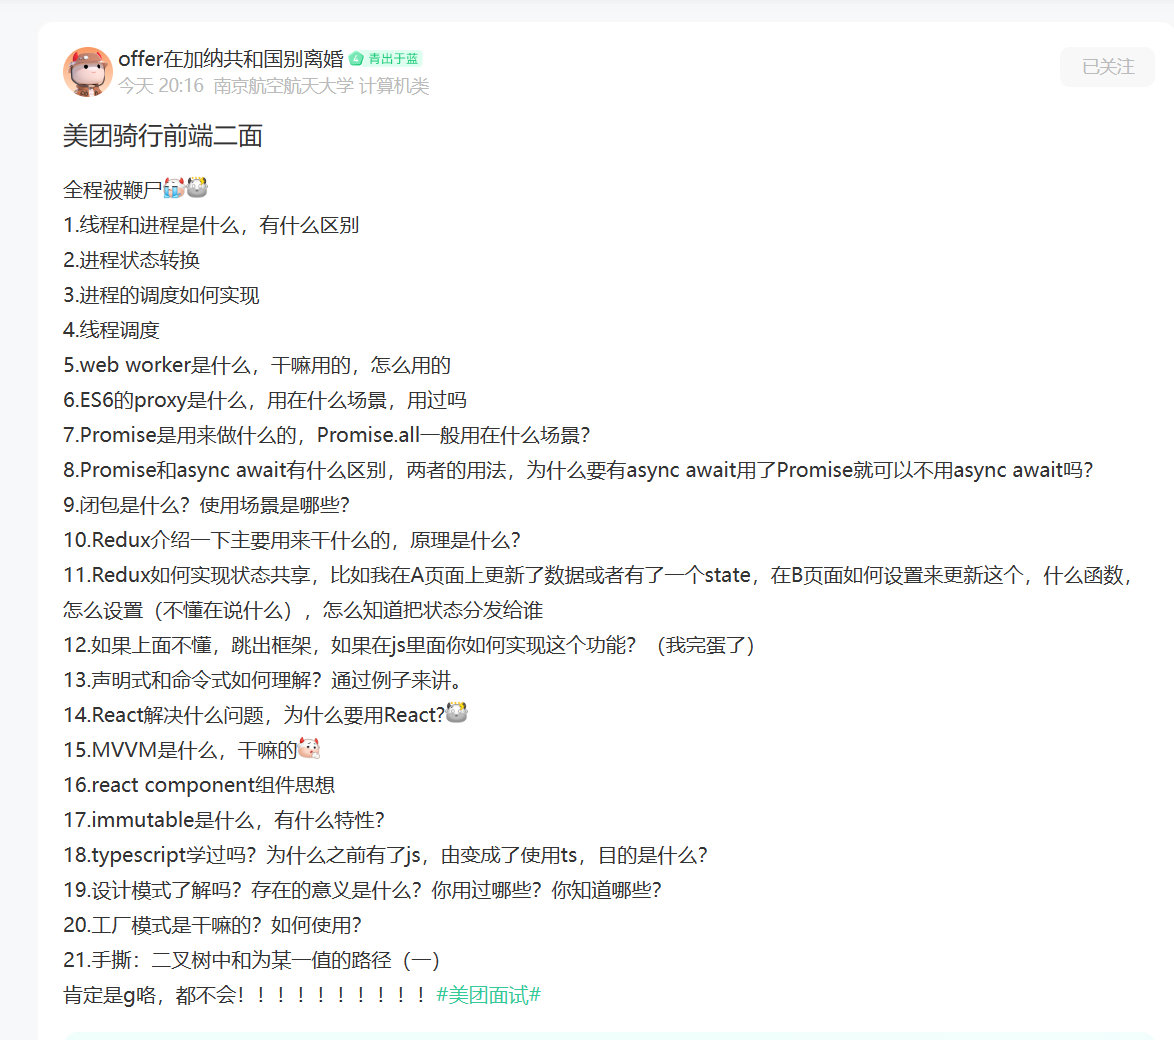 offer在加纳共和国别离婚 4 青出于蓝
今天 20:16 南京航空航天大学 计算机类
已关注
美团骑行前端二面
全程被鞭尸
1.线程和进程是什么，有什么区别
2.进程状态转换
3.进程的调度如何实现
4.线程调度
5.web worker是什么，干嘛用的，怎么用的
6.ES6的proxy是什么，用在什么场景，用过吗
7.Promise是用来做什么的，Promise.all一般用在什么场景？
8.Promise和async await有什么区别，两者的用法，为什么要有async await用了Promise就可以不用async await吗？
9.闭包是什么？使用场景是哪些？
10.Redux介绍一下主要用来干什么的，原理是什么？
11.Redux如何实现状态共享，比如我在A页面上更新了数据或者有了一个state，在B页面如何设置来更新这个，什么函数，
怎么设置（不懂在说什么），怎么知道把状态分发给谁
12.如果上面不懂，跳出框架，如果在js里面你如何实现这个功能？（我完蛋了）
13.声明式和命令式如何理解？通过例子来讲。
14.React解决什么问题，为什么要用React?
15.MVVM是什么，干嘛的
16.react component组件思想
17.immutable是什么，有什么特性？
18.typescript学过吗？为什么之前有了js，由变成了使用ts，目的是什么？
19.设计模式了解吗？存在的意义是什么？你用过哪些？你知道哪些？
20.工厂模式是干嘛的？如何使用？
21.手撕：二叉树中和为某一值的路径（一）
肯定是g咯，都不会！！！！！！！！！！#美团面试#